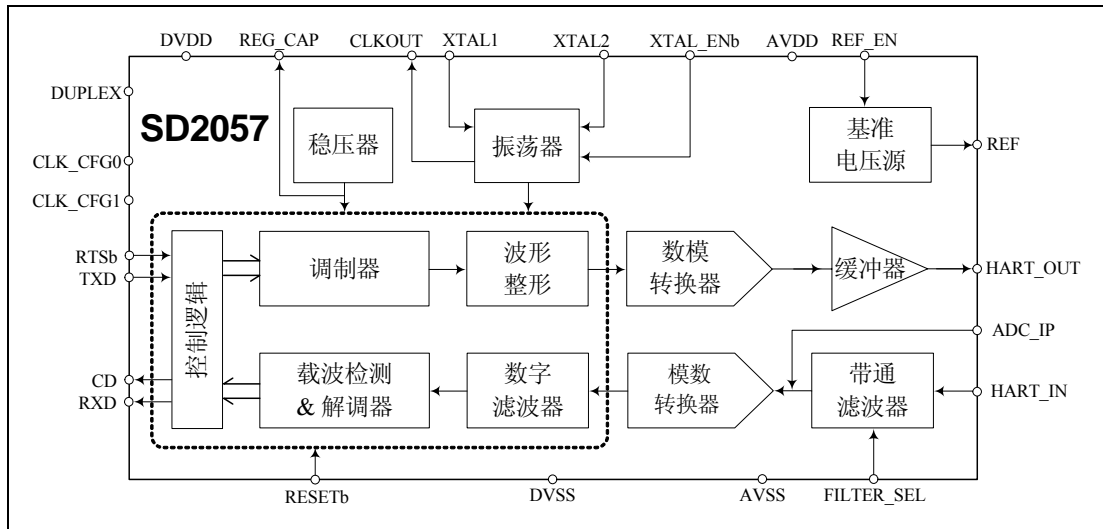 DVDD
REG_CAP
CLKOUT
XTAL1
XTAL2
XTAL_ENb
AVDD
REF_EN
DUPLEX
SD2057
稳压器
振荡器
基准
电压源
REF
CLK_CFG0
CLK_CFG1
RTSb
TXD
控制逻辑
调制器
波形
整形
数模
转换器
缓冲器
HART_OUT
ADC_IP
CD
RXD
载波检测
& 解调器
数字
滤波器
模数
转换器
带通
滤波器
HART_IN
RESETb
DVSS
AVSS
FILTER_SEL